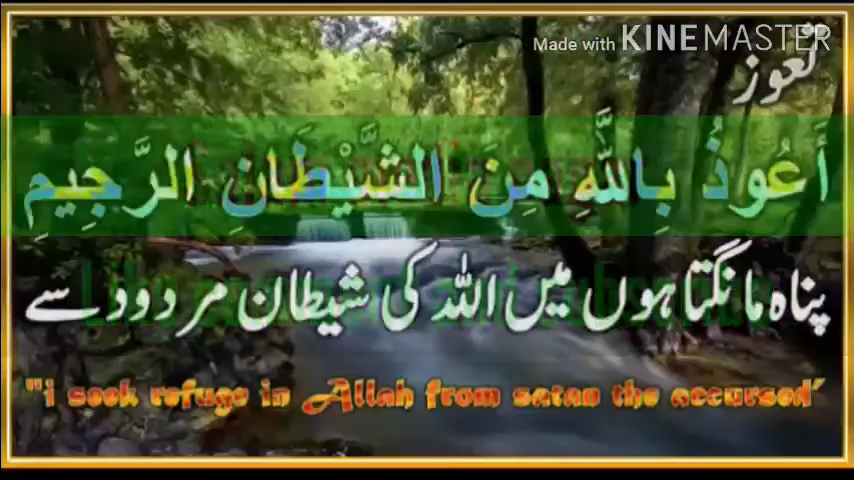 Made with KINEMASTER
تعوز
أَعُوذُ بِاللَّهِ مِنَ الشَّيْطَانِ الرَّجِيمِ
پناہ مانگتا ہوں میں اللہ کی شیطان مردود سے
"i seek refuge in Allah from satan the accursed"